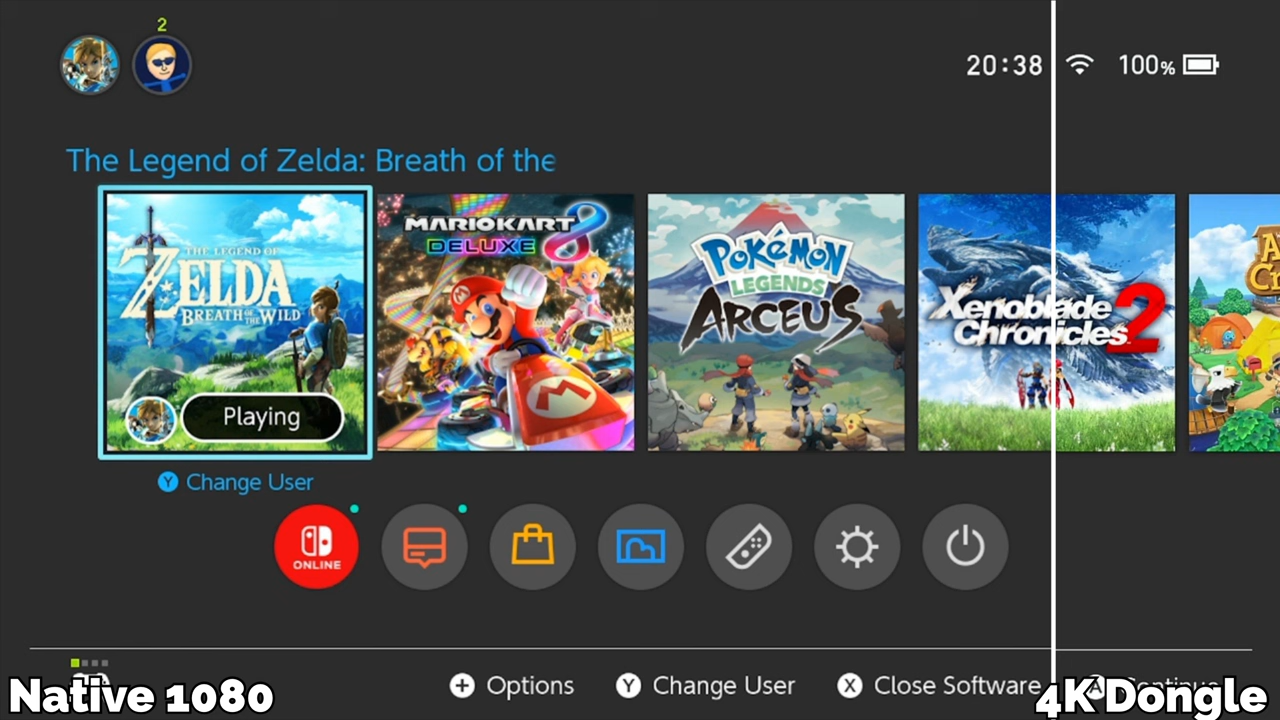 2
20:38
100%
The Legend of Zelda: Breath of the
THE LEGEND OF
ZELDA
BREATH OF THE WILD
Playing
MARIOKART 8
DELUXE
POKéMON
LEGENDS
ARCEUS
Xenoblade
Chronicles 2
Y Change User
ONLINE
+ Options
Y Change User
X Close Software
A Continue
Native 1080
4K Dongle